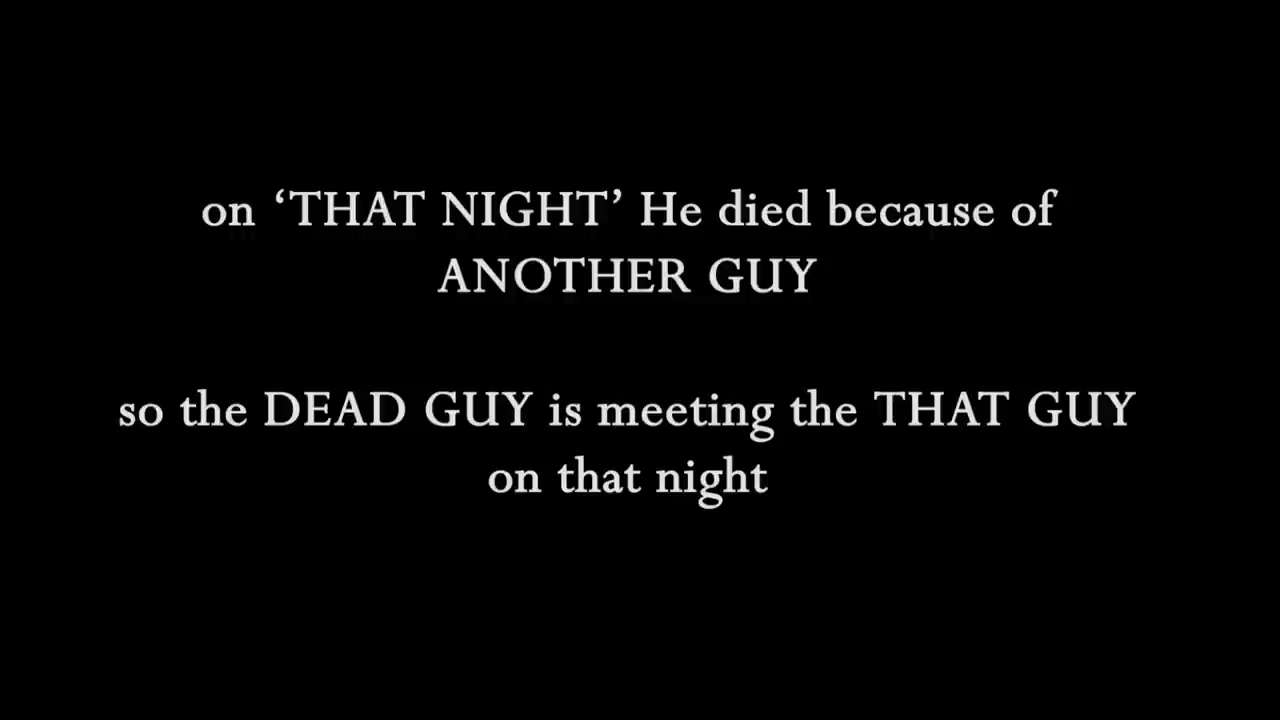 on ‘THAT NIGHT’ He died because of
ANOTHER GUY
so the DEAD GUY is meeting the THAT GUY
on that night